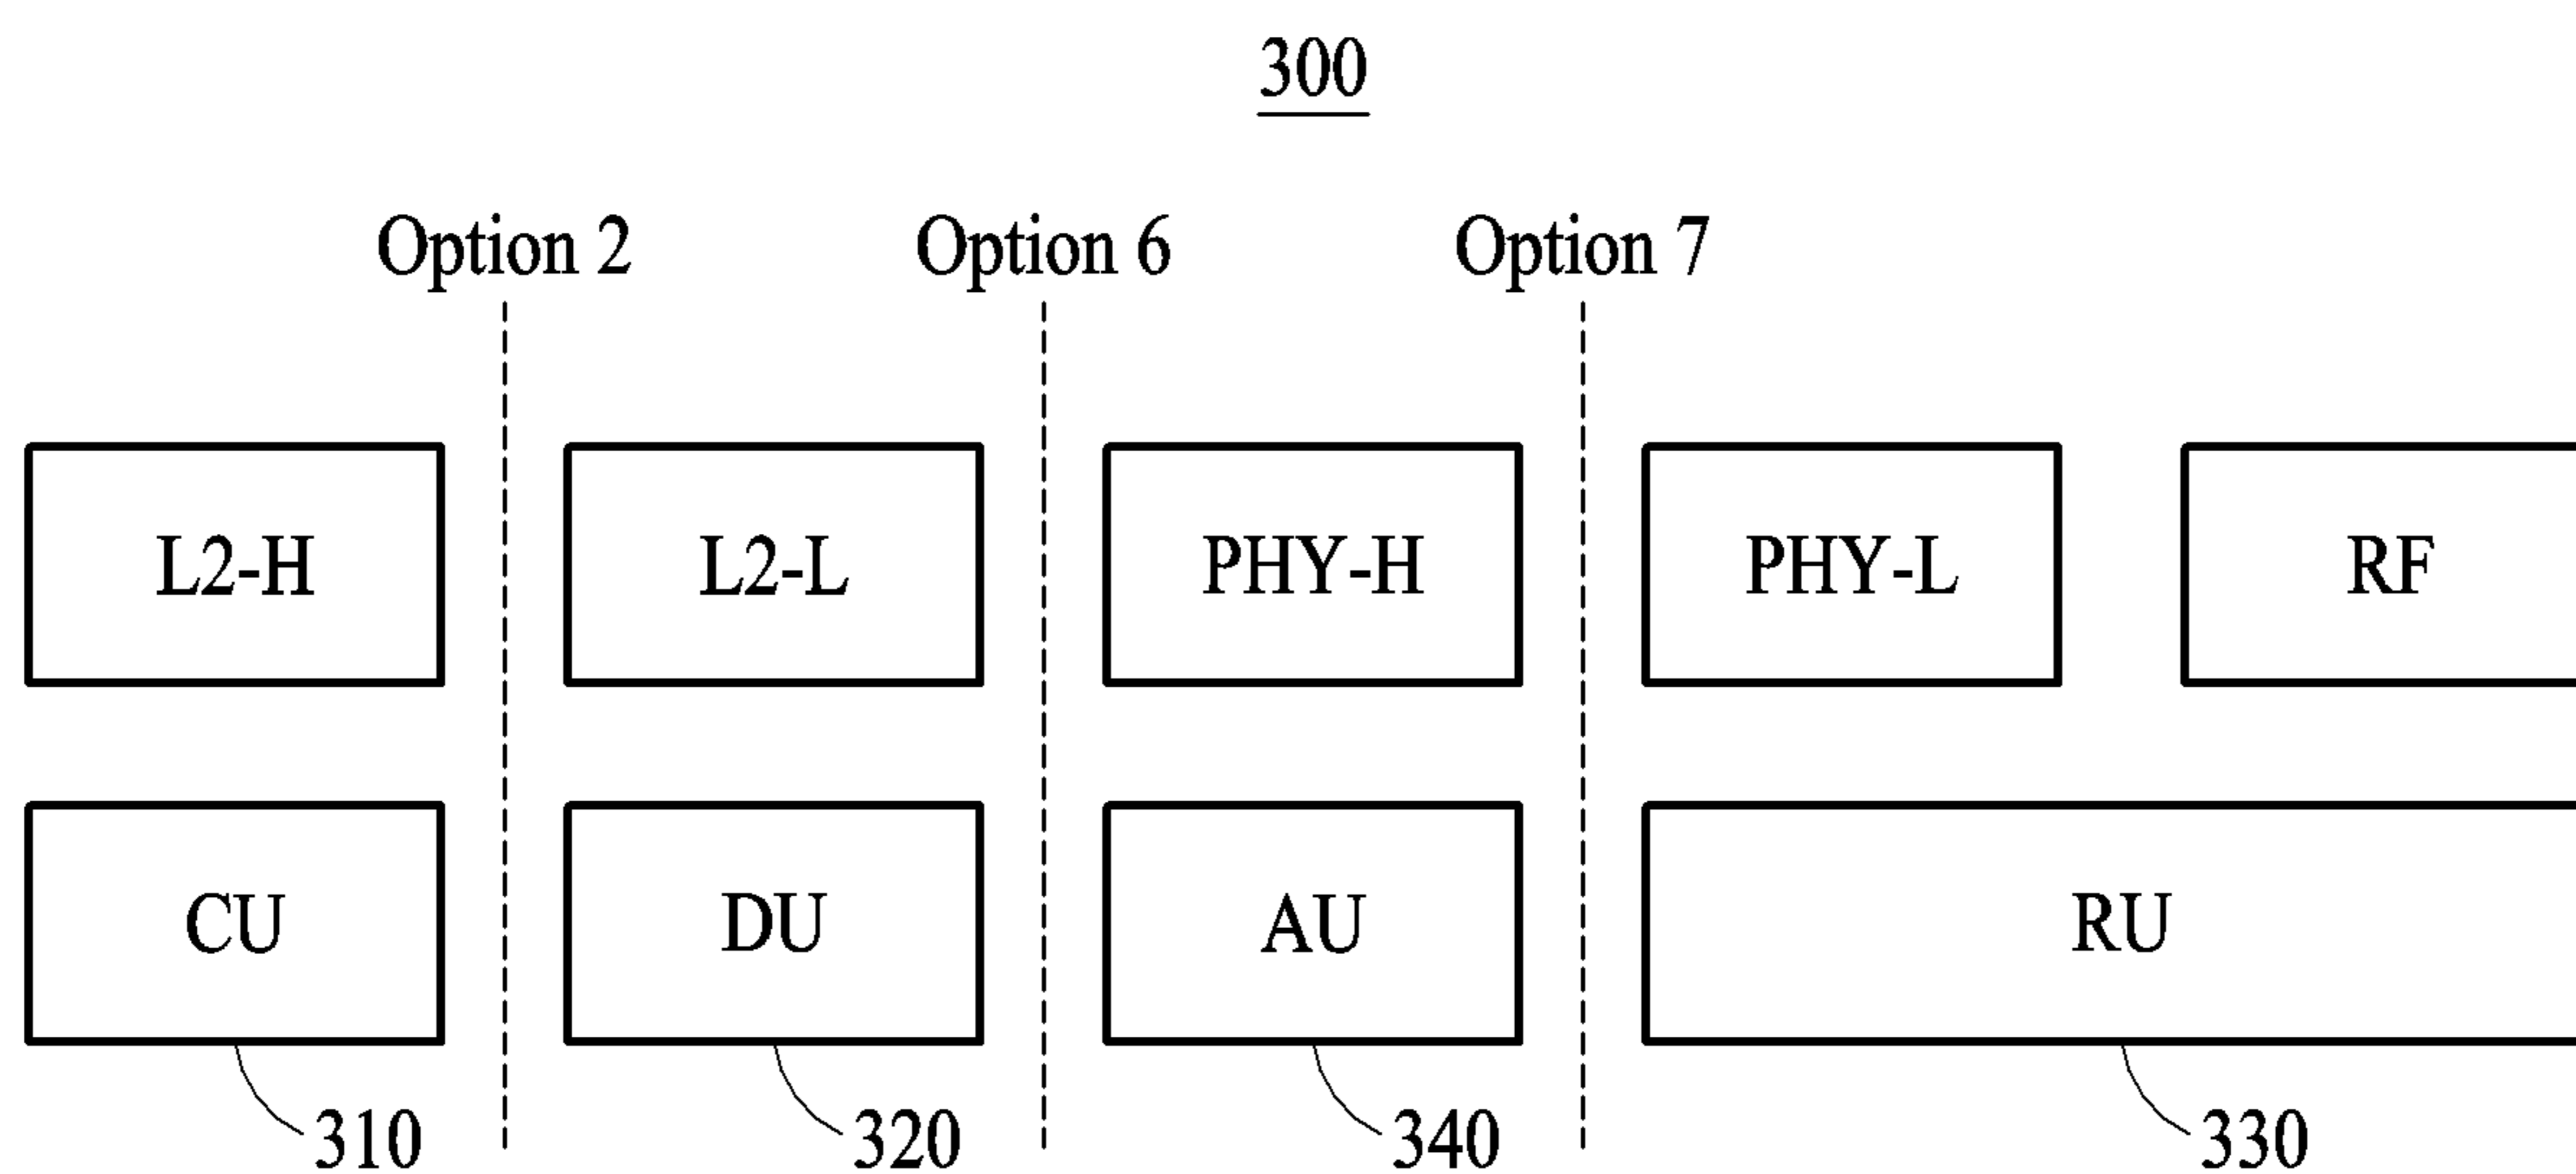 300
Option 2 Option 6 Option 7
L2-H L2-L PHY-H PHY-L RF
CU DU AU RU
310 320 340 330